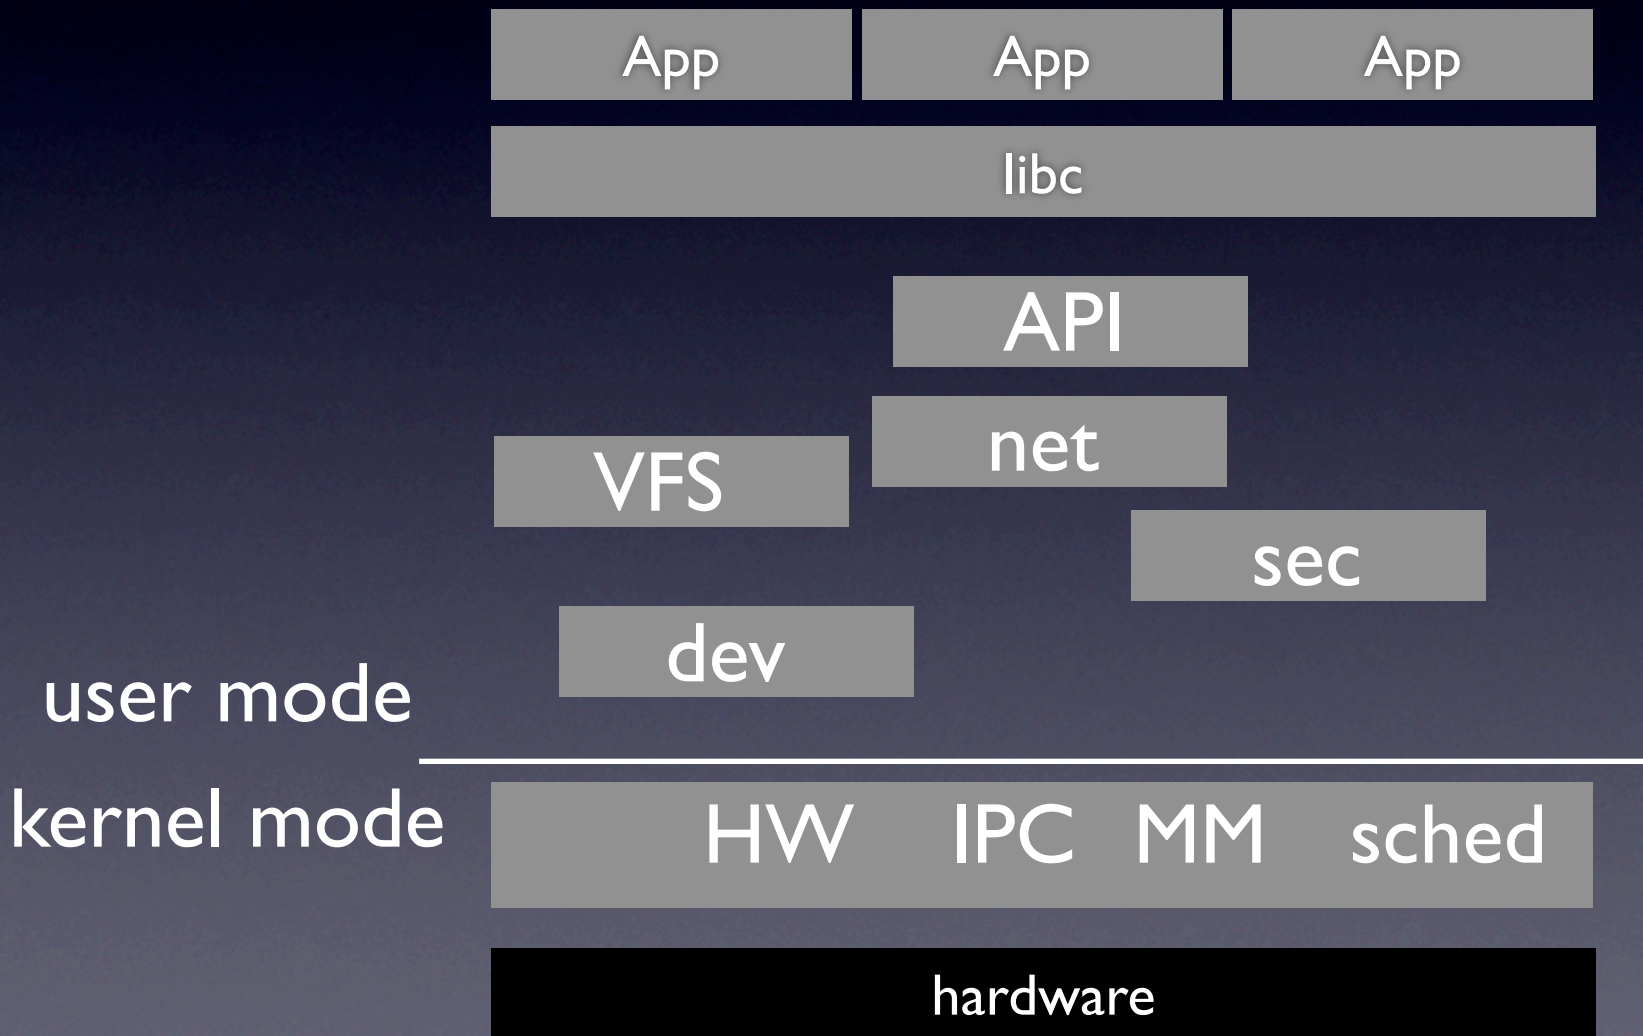 App App App
libc
API
net
VFS
sec
dev
user mode
kernel mode
HW IPC MM sched
hardware